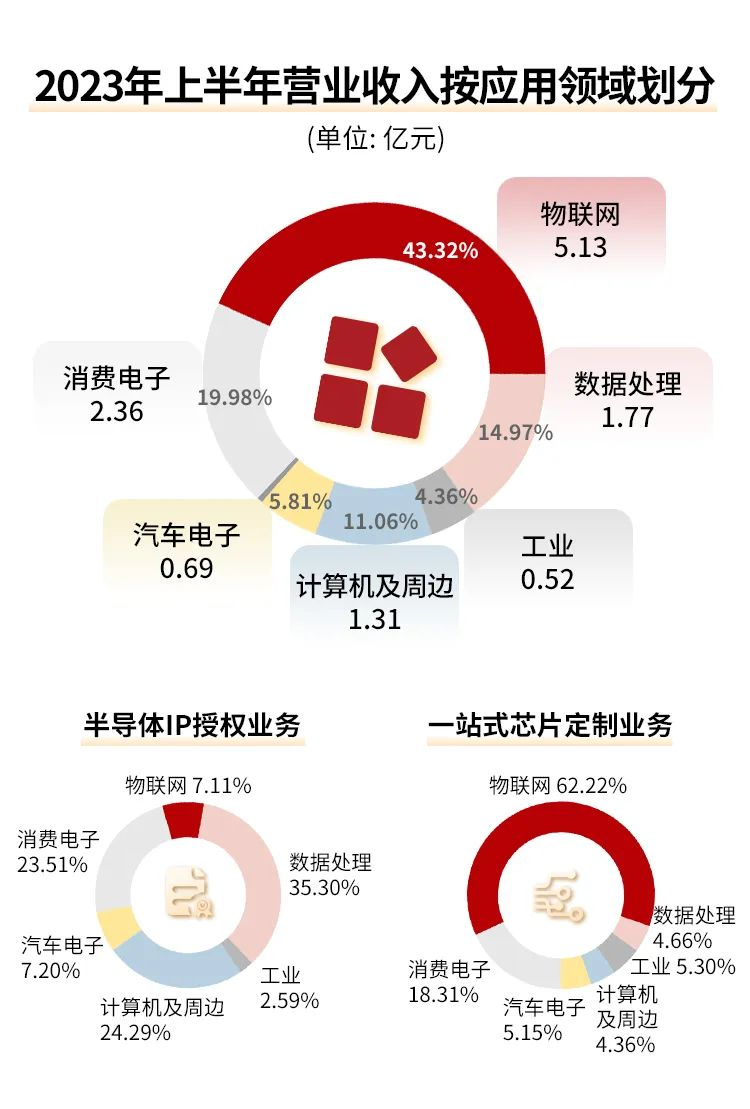 2023年上半年营业收入按应用领域划分
(单位: 亿元)
物联网
5.13
43.32%
消费电子
2.36
19.98%
数据处理
1.77
14.97%
汽车电子
0.69
5.81%
计算机及周边
1.31
11.06%
工业
0.52
4.36%
半导体IP授权业务
物联网 7.11%
消费电子
23.51%
数据处理
35.30%
汽车电子
7.20%
工业
2.59%
计算机及周边
24.29%
一站式芯片定制业务
物联网 62.22%
数据处理
4.66%
消费电子
18.31%
工业 5.30%
汽车电子
5.15%
计算机
及周边
4.36%